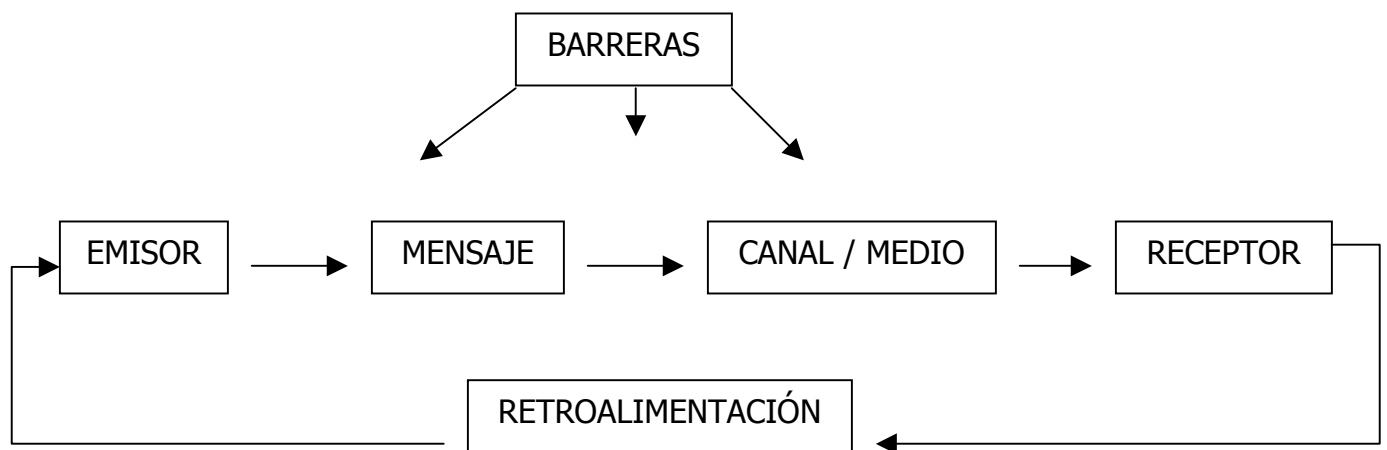 BARRERAS
EMISOR
MENSAJE
CANAL / MEDIO
RECEPTOR
RETROALIMENTACIÓN